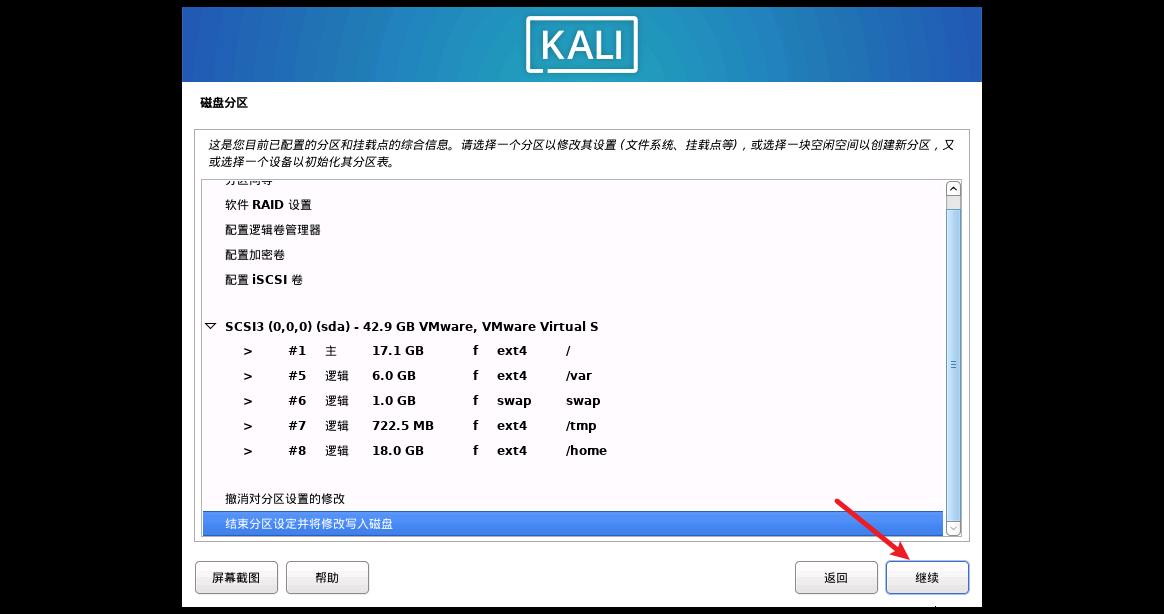 KALI
磁盘分区
这是您目前已配置的分区和挂载点的综合信息。请选择一个分区以修改其设置 (文件系统、挂载点等)，或选择一块空闲空间以创建新分区，又
或选择一个设备以初始化其分区表。
分区向导
软件 RAID 设置
配置逻辑卷管理器
配置加密卷
配置 iSCSI 卷
SCSI3 (0,0,0) (sda) - 42.9 GB VMware, VMware Virtual S
> #1 主 17.1 GB f ext4 /
> #5 逻辑 6.0 GB f ext4 /var
> #6 逻辑 1.0 GB f swap swap
> #7 逻辑 722.5 MB f ext4 /tmp
> #8 逻辑 18.0 GB f ext4 /home
撤消对分区设置的修改
结束分区设定并将修改写入磁盘
屏幕截图 帮助 返回 继续